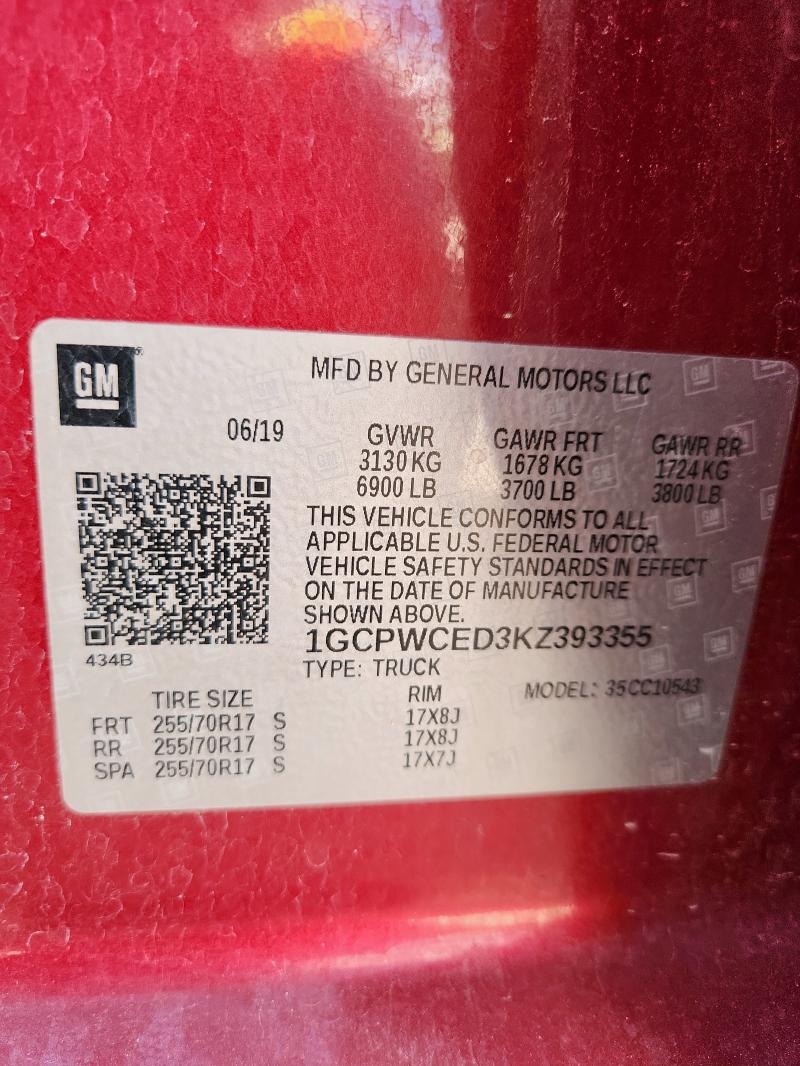 GM
MFD BY GENERAL MOTORS LLC
06/19 GVWR GAWR FRT GAWR RR
3130 KG 1678 KG 1724 KG
6900 LB 3700 LB 3800 LB
THIS VEHICLE CONFORMS TO ALL
APPLICABLE U.S. FEDERAL MOTOR
VEHICLE SAFETY STANDARDS IN EFFECT
ON THE DATE OF MANUFACTURE
SHOWN ABOVE.
1GCPWCED3KZ393355
434B
TYPE: TRUCK
TIRE SIZE RIM MODEL: 35CC10543
FRT 255/70R17 S 17X8J
RR 255/70R17 S 17X8J
SPA 255/70R17 S 17X7J